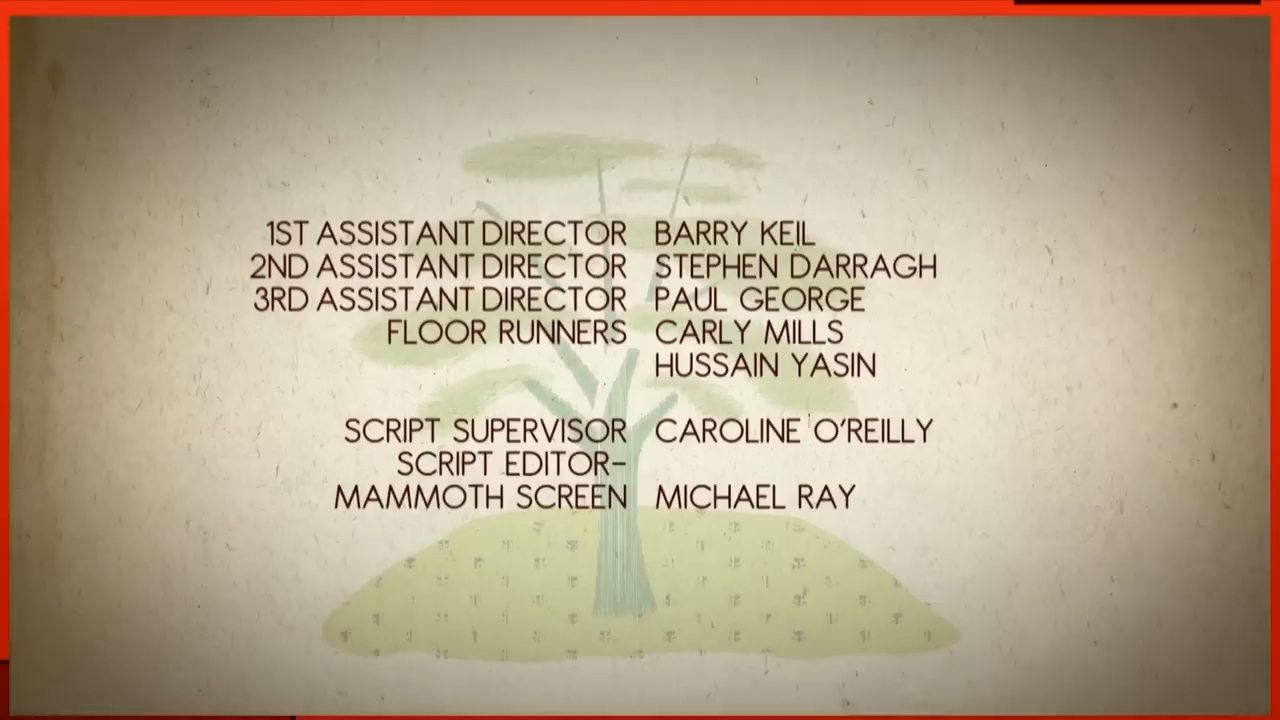 1ST ASSISTANT DIRECTOR BARRY KEIL
2ND ASSISTANT DIRECTOR STEPHEN DARRAGH
3RD ASSISTANT DIRECTOR PAUL GEORGE
FLOOR RUNNERS CARLY MILLS
HUSSAIN YASIN
SCRIPT SUPERVISOR CAROLINE O'REILLY
SCRIPT EDITOR–
MAMMOTH SCREEN MICHAEL RAY